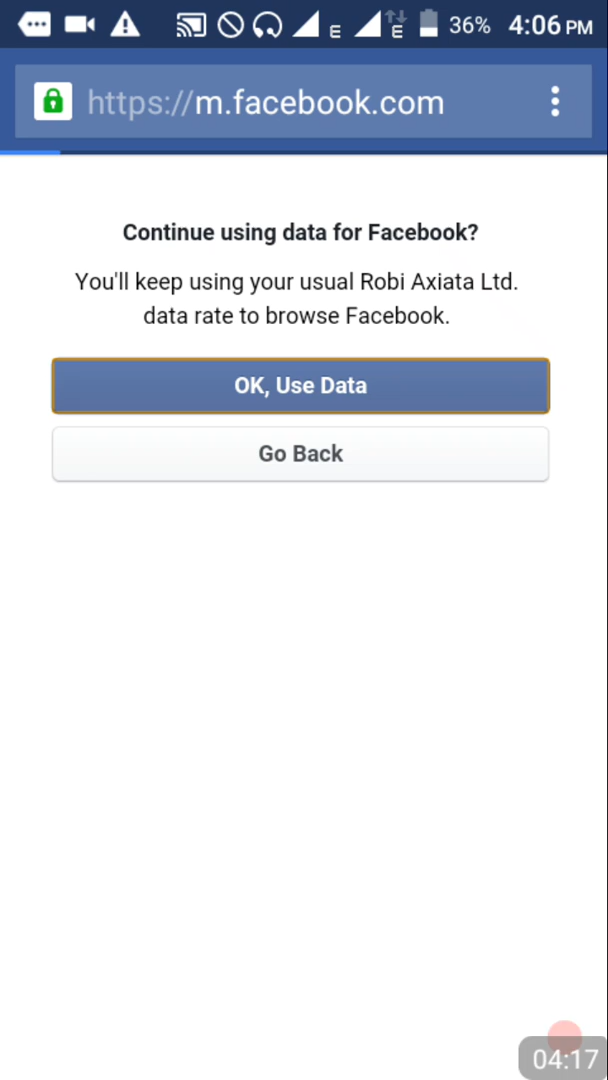 36% 4:06 PM
E E
https://m.facebook.com
Continue using data for Facebook?
You'll keep using your usual Robi Axiata Ltd.
data rate to browse Facebook.
OK, Use Data
Go Back
04:17